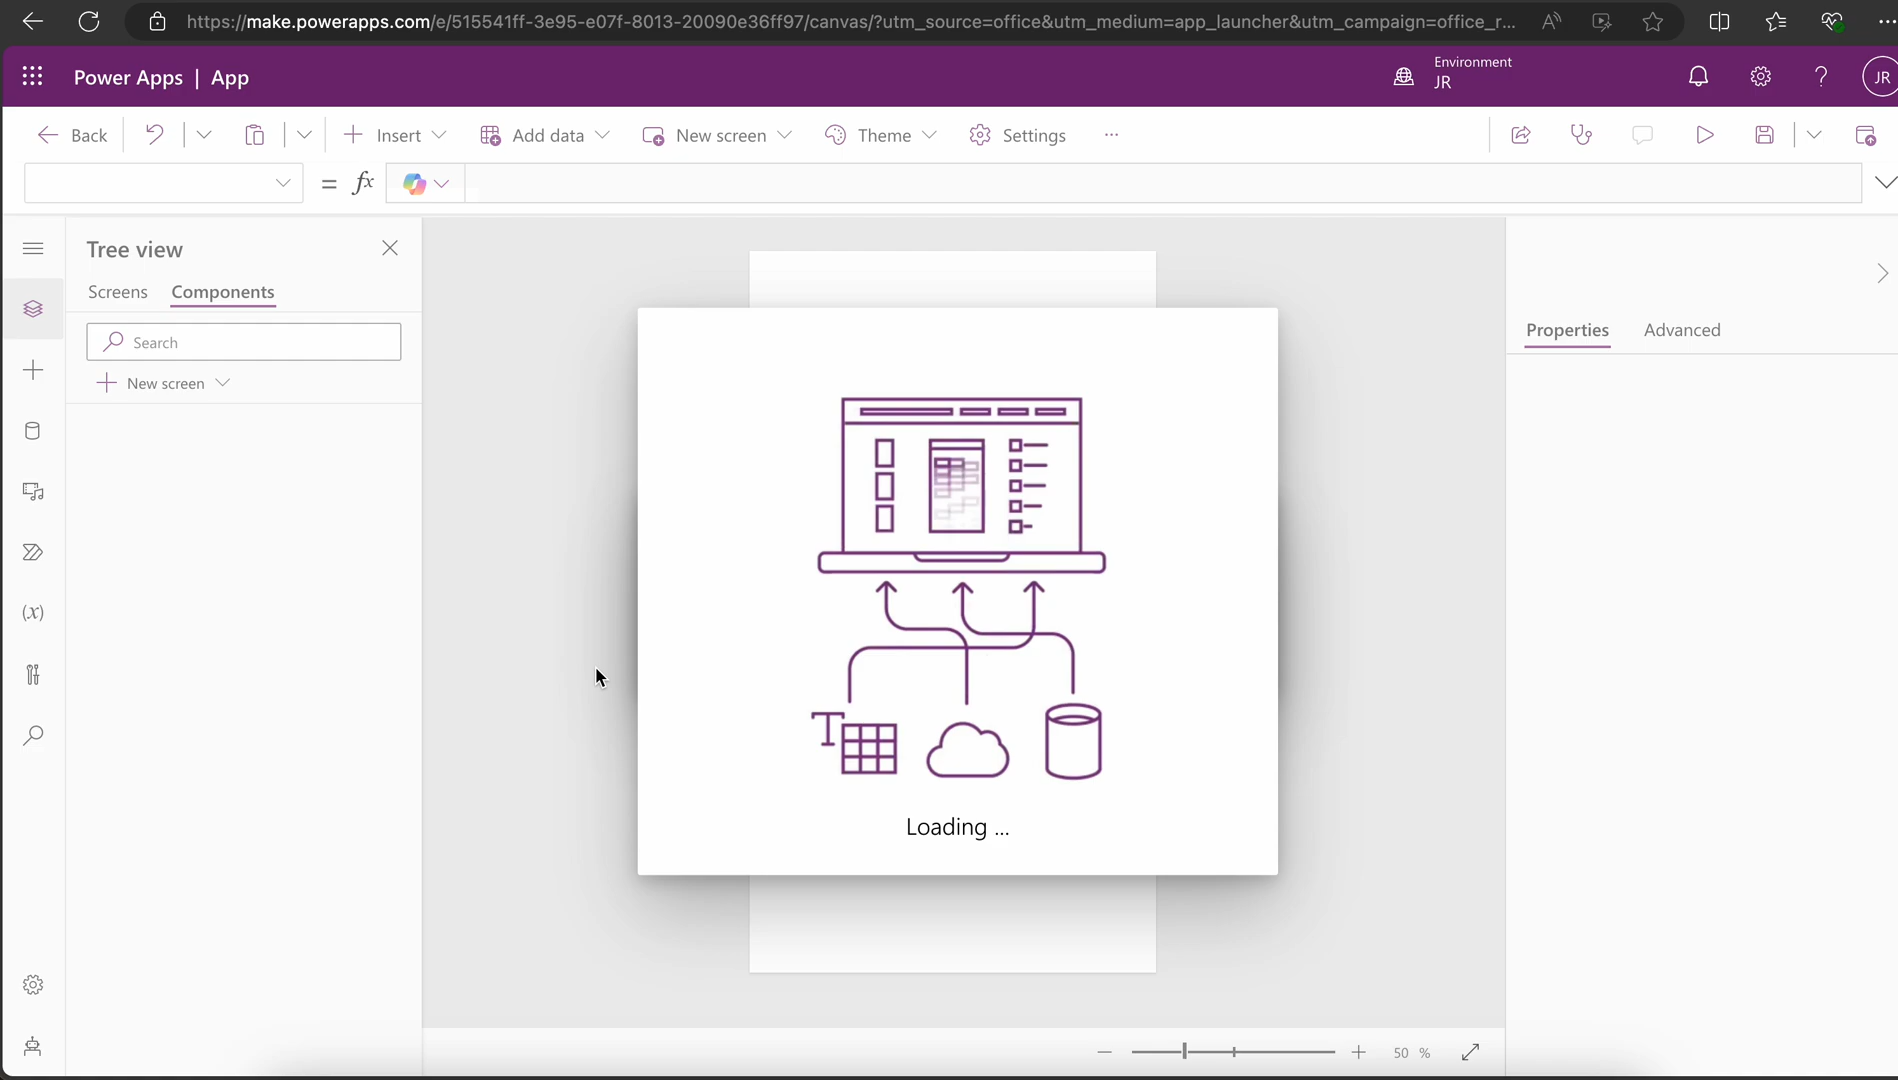 https://make.powerapps.com/e/515541ff-3e95-e07f-8013-20090e36ff97/canvas/?utm_source=office&utm_medium=app_launcher&utm_campaign=office_r...
Power Apps | App
Environment
JR
JR
Back
Insert
Add data
New screen
Theme
Settings
...
= fx
Tree view
Screens
Components
Search
New screen
(x)
Loading ...
Properties
Advanced
50 %